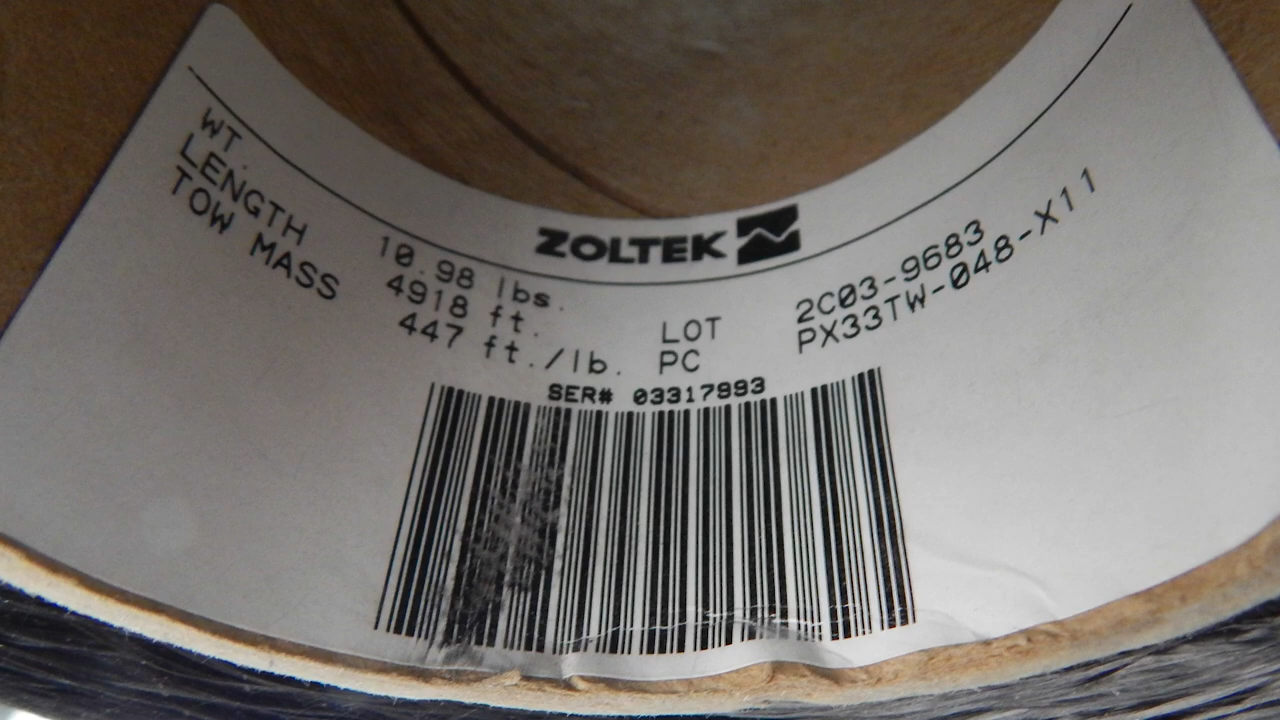 ZOLTEK
WT. 10.98 lbs.
LENGTH 4918 ft.
TOW MASS 447 ft./lb.
LOT 2C03-9683
PC PX33TW-048-X11
SER# 03317993